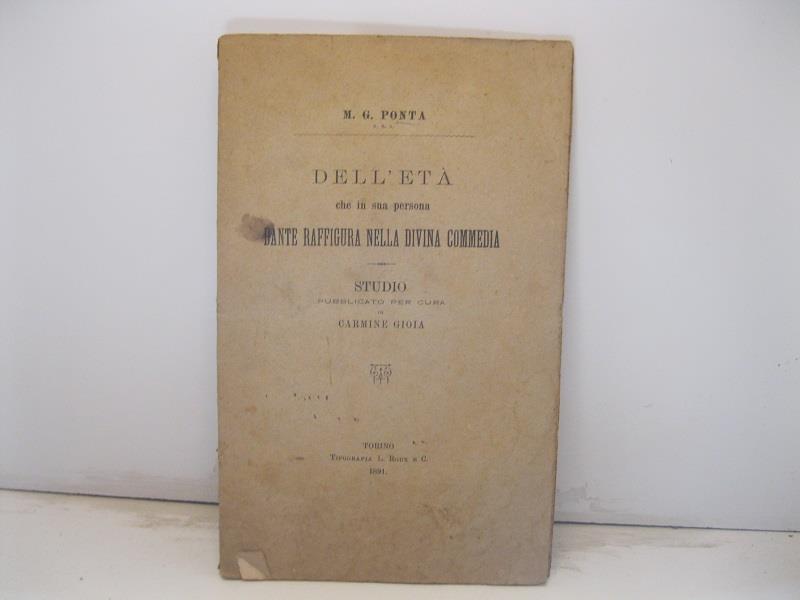 M. G. PONTA
DELL'ETÀ
che in sua persona
DANTE RAFFIGURA NELLA DIVINA COMMEDIA
STUDIO
PUBBLICATO PER CURA
DI
CARMINE GIOIA
TORINO
TIPOGRAFIA L. ROUX E C.
1891.